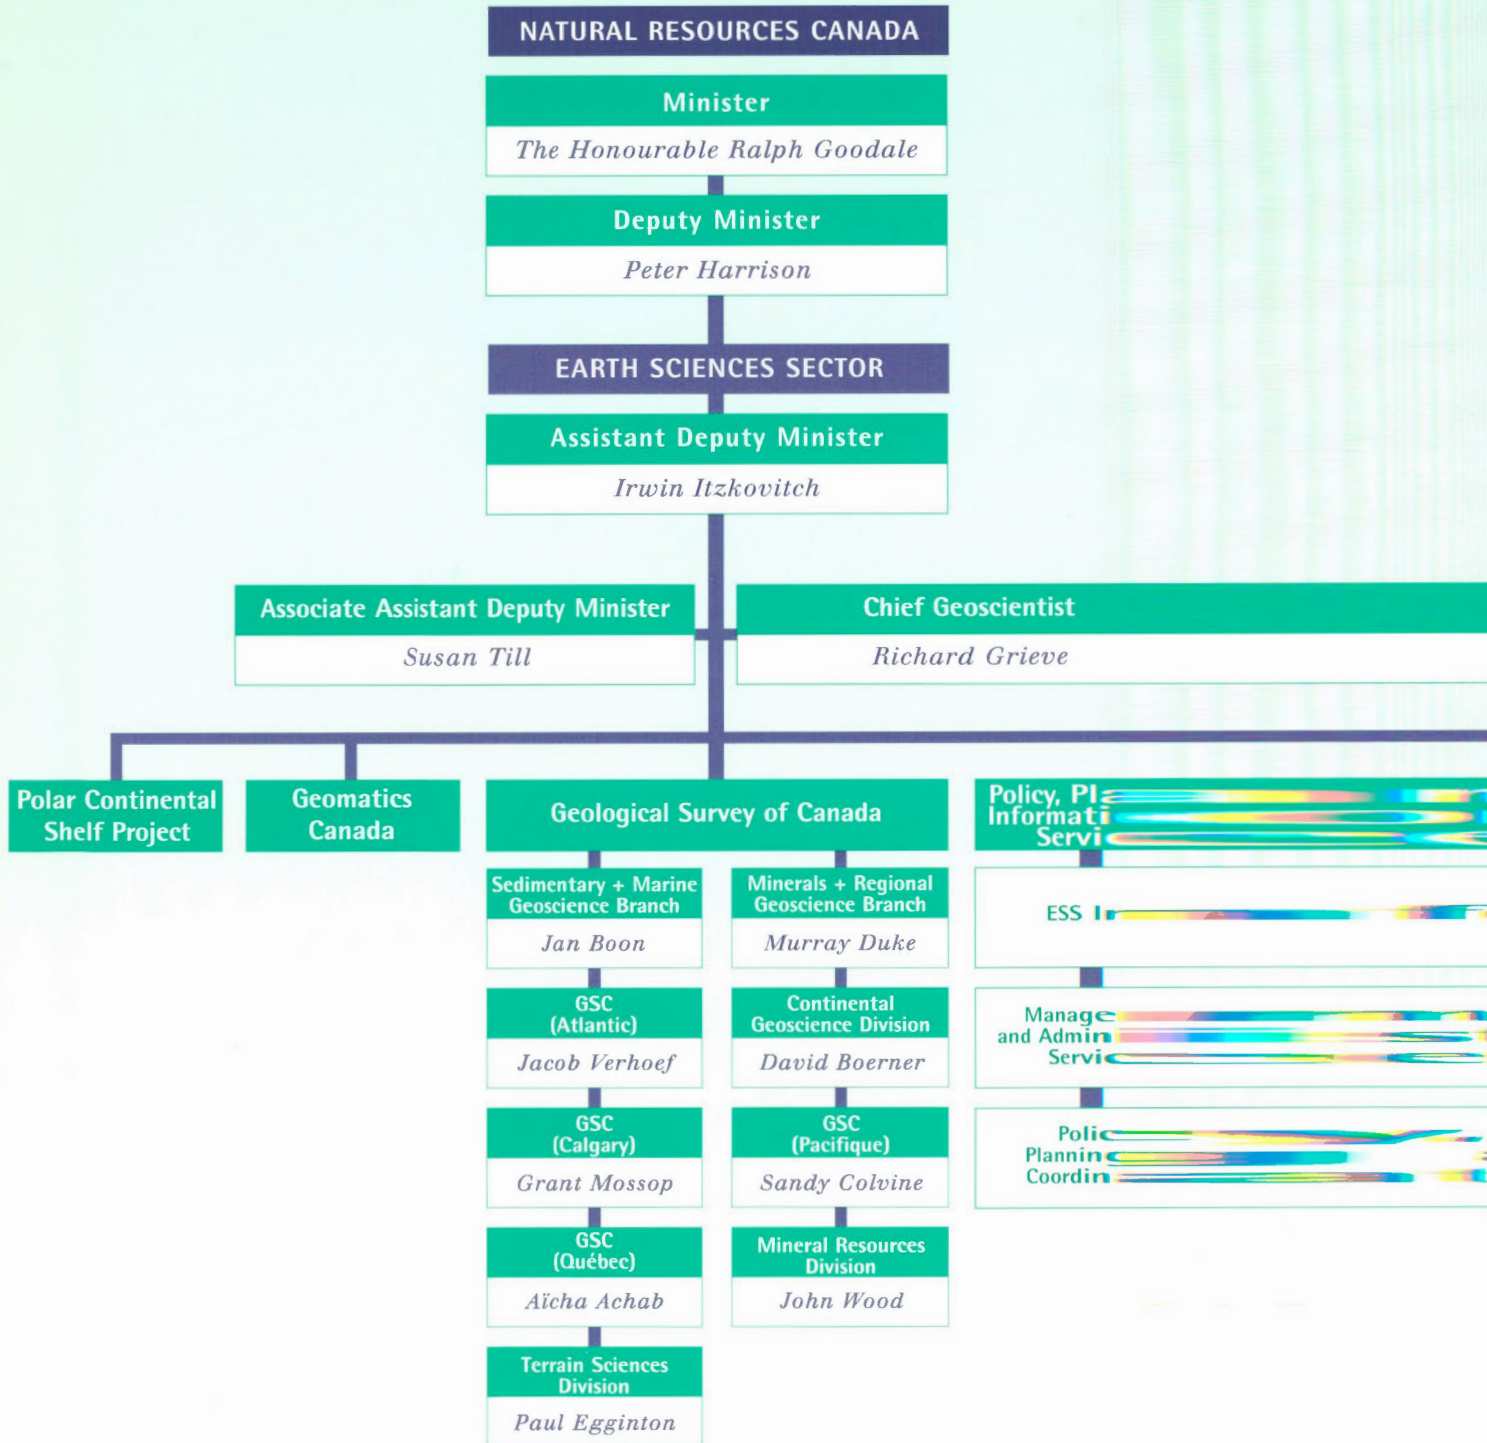 NATURAL RESOURCES CANADA
Minister
The Honourable Ralph Goodale
Deputy Minister
Peter Harrison
EARTH SCIENCES SECTOR
Assistant Deputy Minister
Irwin Itzkovitch
Associate Assistant Deputy Minister
Susan Till
Chief Geoscientist
Richard Grieve
Polar Continental
Shelf Project
Geomatics
Canada
Geological Survey of Canada
Sedimentary + Marine
Geoscience Branch
Jan Boon
GSC
(Atlantic)
Jacob Verhoef
GSC
(Calgary)
Grant Mossop
GSC
(Québec)
Aïcha Achab
Terrain Sciences
Division
Paul Egginton
Minerals + Regional
Geoscience Branch
Murray Duke
Continental
Geoscience Division
David Boerner
GSC
(Pacifique)
Sandy Colvine
Mineral Resources
Division
John Wood
Policy,
ESS
and